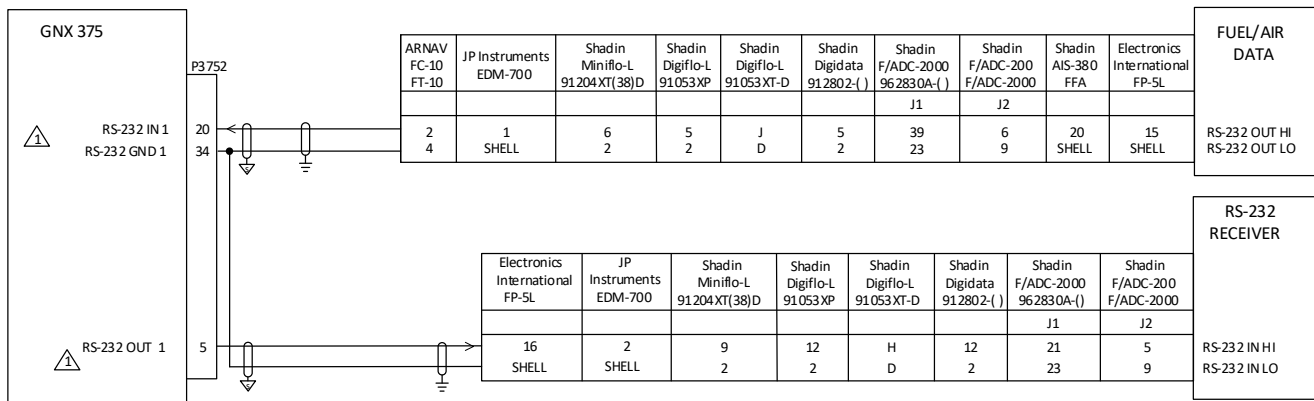 GNX 375
P3752
RS-232 IN 1 20
RS-232 GND 1 34
RS-232 OUT 1 5
1
1
ARNAV FC-10 FT-10 2 4
JP Instruments EDM-700 1 SHELL
Shadin Miniflo-L 91204XT(38)D 6 2
Shadin Digiflo-L 91053XP 5 2
Shadin Digiflo-L 91053XT-D J D
Shadin Digidata 912802-( ) 5 2
Shadin F/ADC-2000 962830A-( ) J1 39 23
Shadin F/ADC-200 F/ADC-2000 J2 6 9
Shadin AIS-380 FFA 20 SHELL
Electronics International FP-5L 15 SHELL
FUEL/AIR
DATA
RS-232 OUT HI
RS-232 OUT LO
Electronics International FP-5L 16 SHELL
JP Instruments EDM-700 2 SHELL
Shadin Miniflo-L 91204XT(38)D 9 2
Shadin Digiflo-L 91053XP 12 2
Shadin Digiflo-L 91053XT-D H D
Shadin Digidata 912802-( ) 12 2
Shadin F/ADC-2000 962830A-() J1 21 23
Shadin F/ADC-200 F/ADC-2000 J2 5 9
RS-232
RECEIVER
RS-232 IN HI
RS-232 IN LO